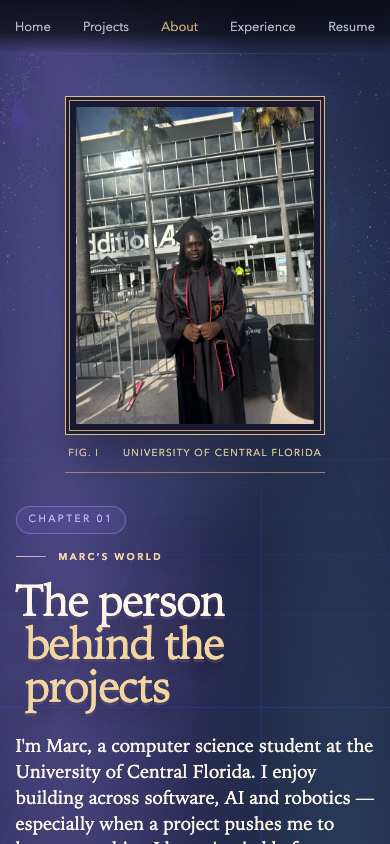 Home Projects About Experience Resume
dditionA a
FIG. I UNIVERSITY OF CENTRAL FLORIDA
CHAPTER 01
MARC'S WORLD
The person
behind the
projects
I'm Marc, a computer science student at the
University of Central Florida. I enjoy
building across software, AI and robotics —
especially when a project pushes me to